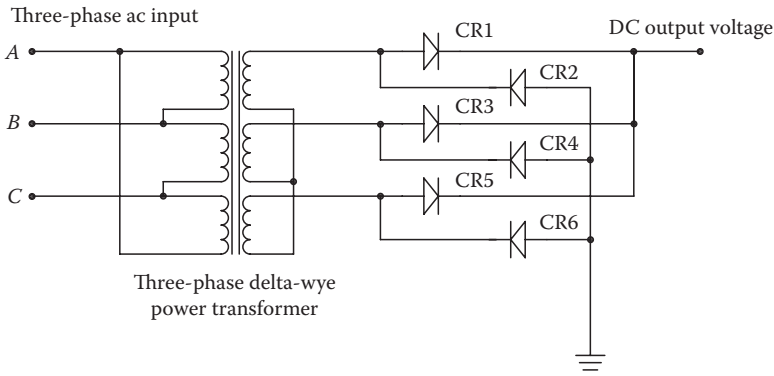 Three-phase ac input
DC output voltage
A
CR1
CR2
B
CR3
CR4
C
CR5
CR6
Three-phase delta-wye
power transformer